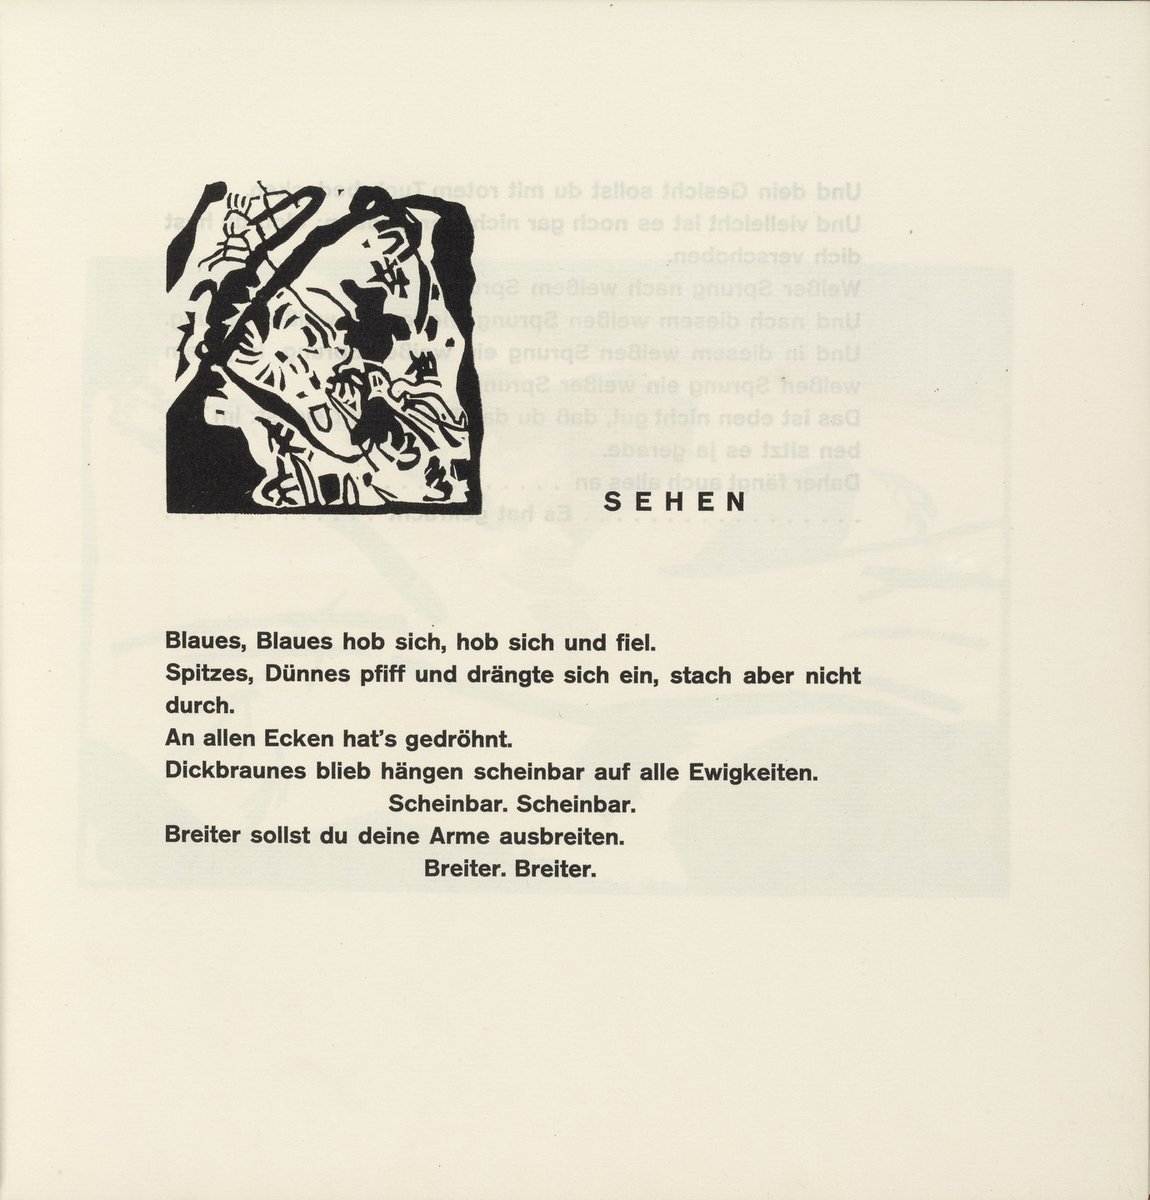 SEHEN
Blaues, Blaues hob sich, hob sich und fiel.
Spitzes, Dünnes pfiff und drängte sich ein, stach aber nicht
durch.
An allen Ecken hat's gedröhnt.
Dickbraunes blieb hängen scheinbar auf alle Ewigkeiten.
Scheinbar. Scheinbar.
Breiter sollst du deine Arme ausbreiten.
Breiter. Breiter.